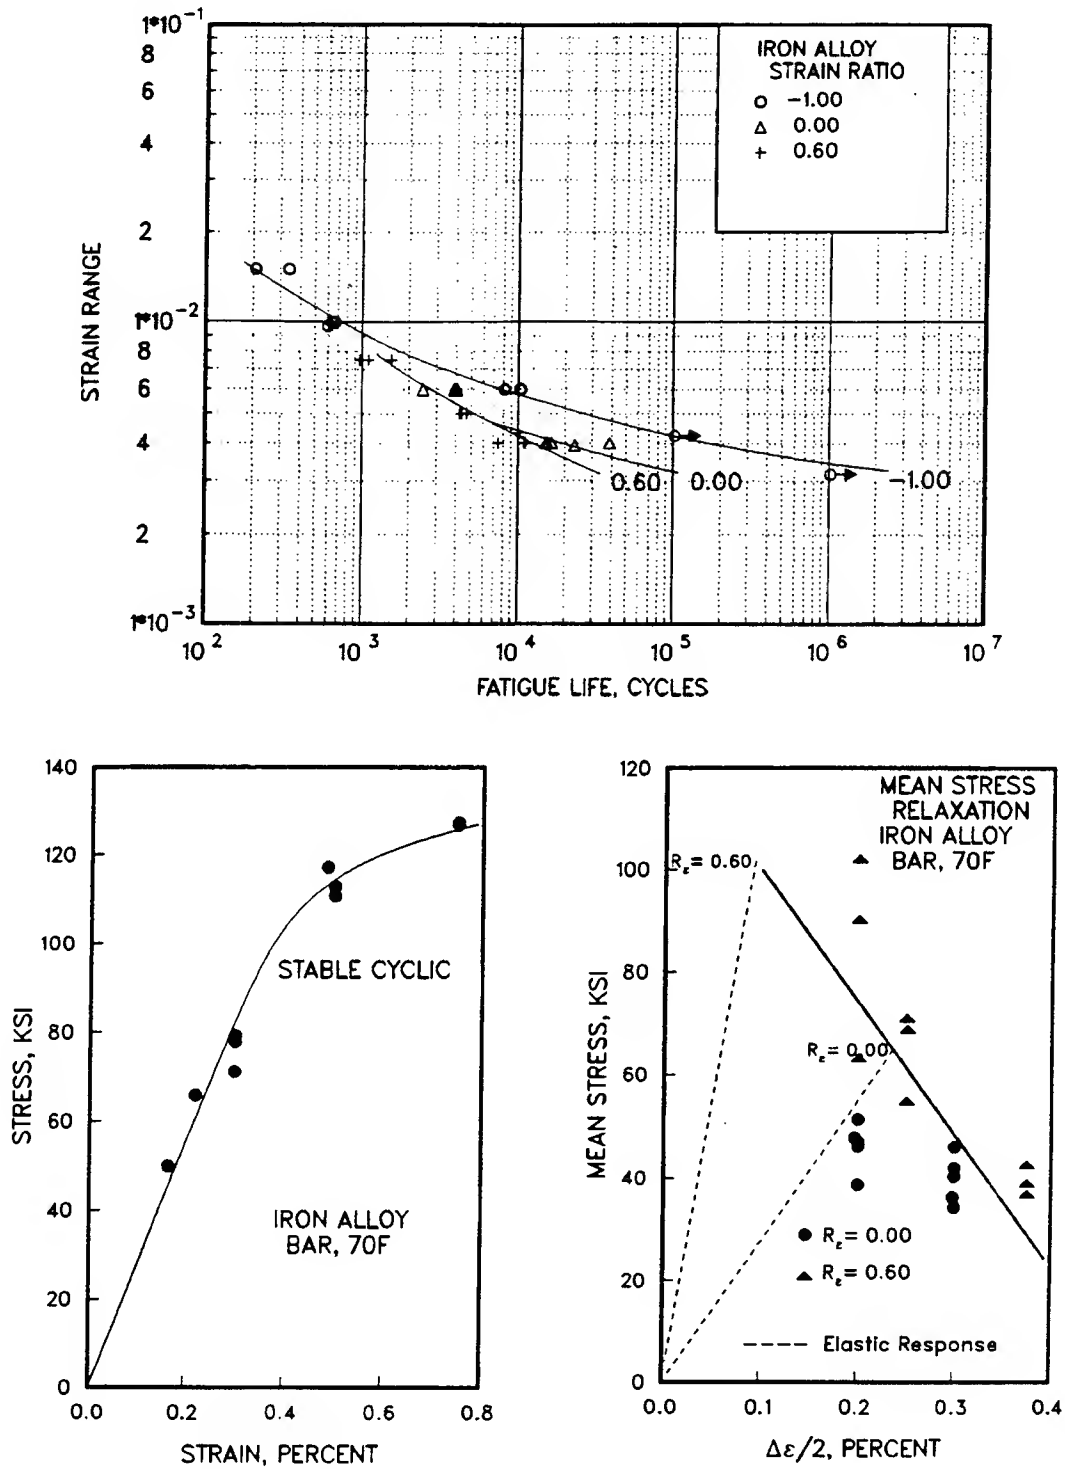 1*10^-1
8
6
4
2
1*10^-2
8
6
4
2
1*10^-3
STRAIN RANGE
IRON ALLOY
STRAIN RATIO
-1.00
0.00
0.60
0.60
0.00
-1.00
10^2 10^3 10^4 10^5 10^6 10^7
FATIGUE LIFE, CYCLES
140
120
100
80
60
40
20
0
STRESS, KSI
STABLE CYCLIC
IRON ALLOY
BAR, 70F
0.0 0.2 0.4 0.6 0.8
STRAIN, PERCENT
120
100
80
60
40
20
0
MEAN STRESS, KSI
MEAN STRESS
RELAXATION
IRON ALLOY
BAR, 70F
Rε= 0.60
Rε= 0.00
Rε= 0.00
Rε= 0.60
Elastic Response
0.0 0.1 0.2 0.3 0.4
Δε/2, PERCENT